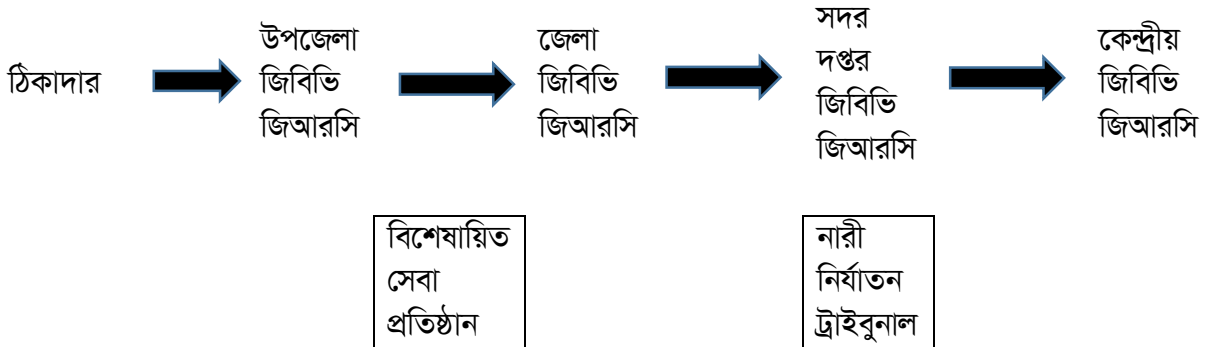 ঠিকাদার
উপজেলা
জিবিভি
জিআরসি
জেলা
জিবিভি
জিআরসি
সদর
দপ্তর
জিবিভি
জিআরসি
কেন্দ্রীয়
জিবিভি
জিআরসি
বিশেষায়িত
সেবা
প্রতিষ্ঠান
নারী
নির্যাতন
ট্রাইবুনাল